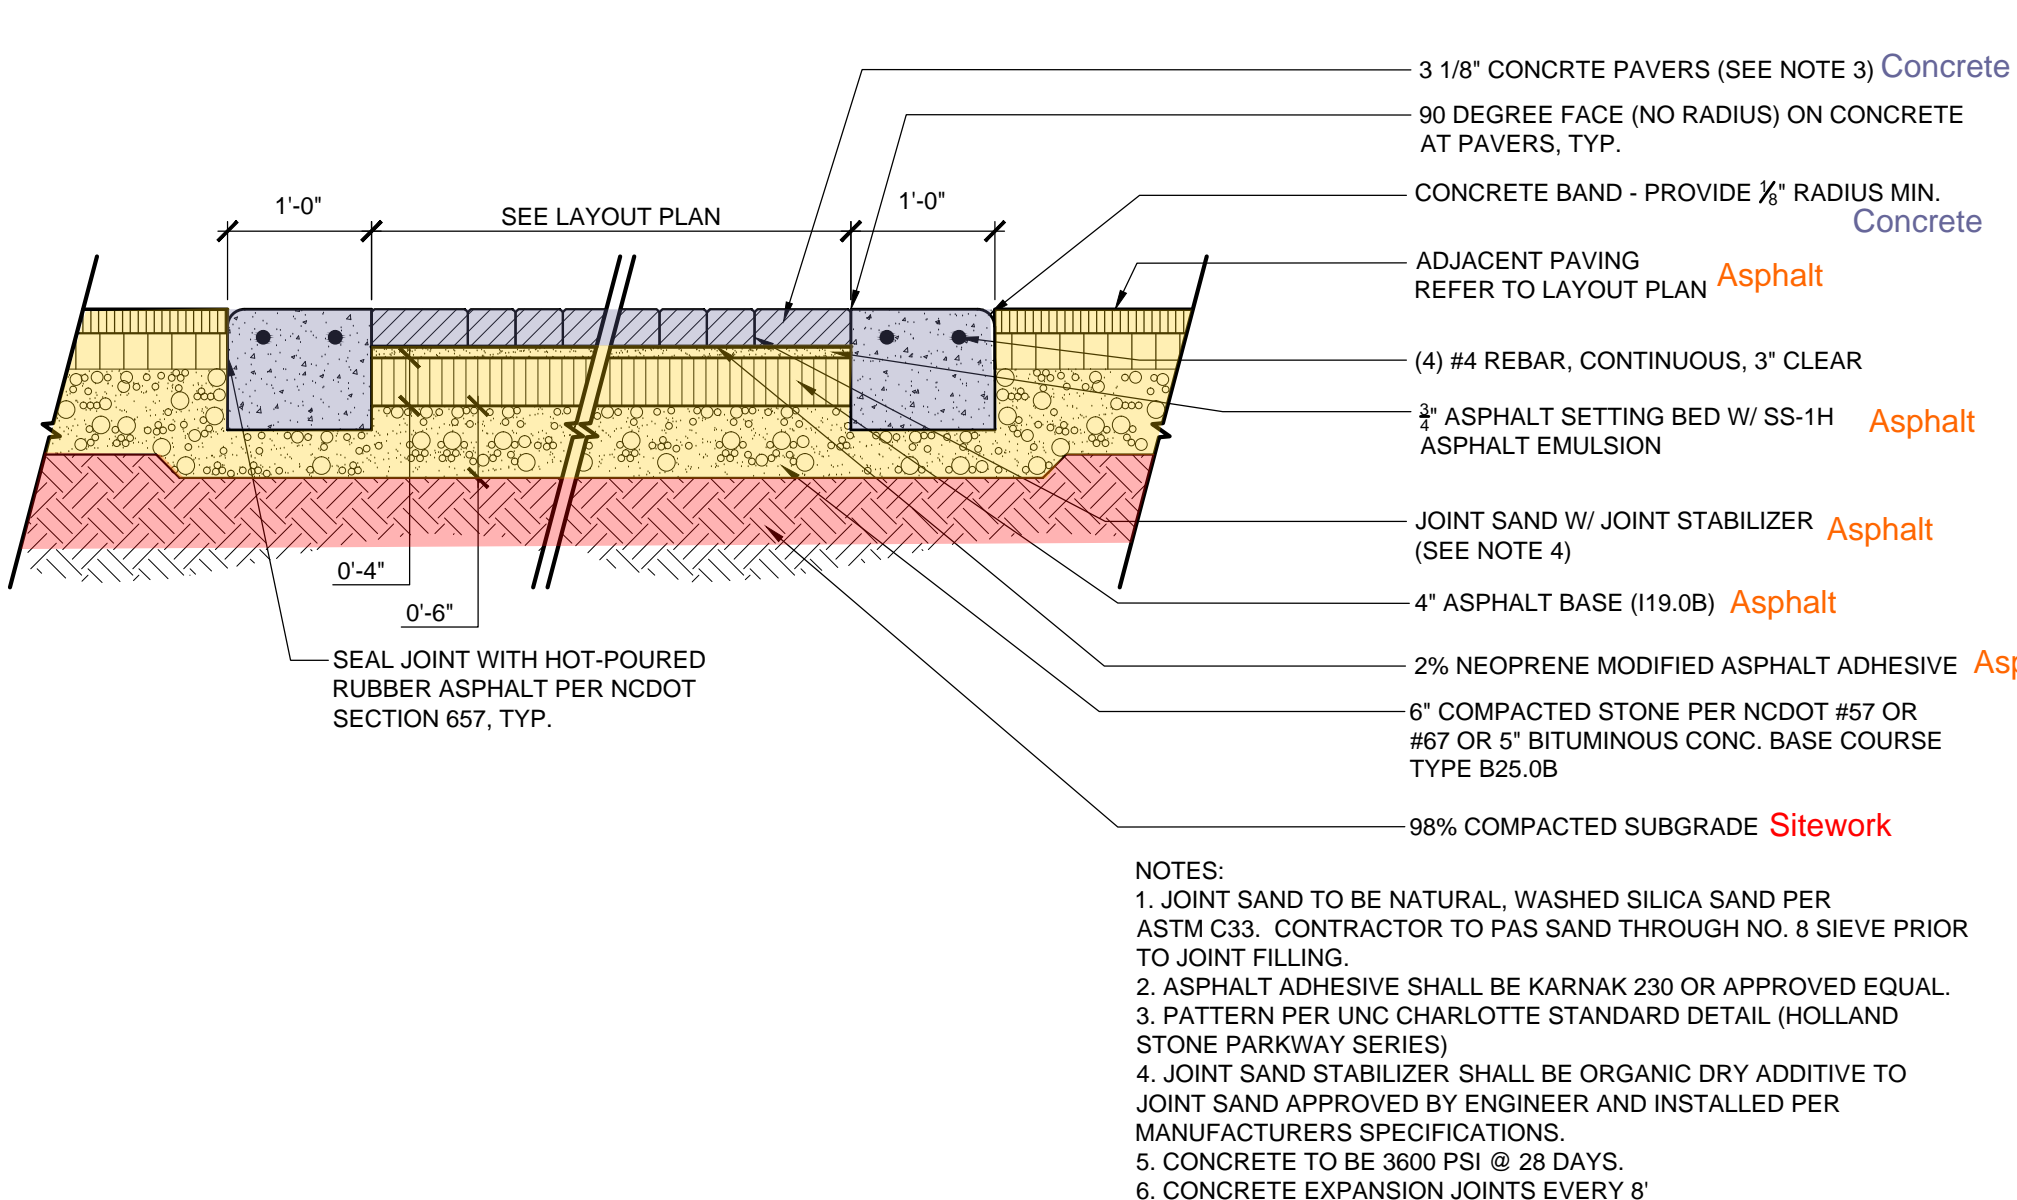 3 1/8" CONCRTE PAVERS (SEE NOTE 3) Concrete
90 DEGREE FACE (NO RADIUS) ON CONCRETE
AT PAVERS, TYP.
CONCRETE BAND - PROVIDE 1/8" RADIUS MIN.
Concrete
1'-0"
SEE LAYOUT PLAN
1'-0"
ADJACENT PAVING
REFER TO LAYOUT PLAN Asphalt
(4) #4 REBAR, CONTINUOUS, 3" CLEAR
3/4" ASPHALT SETTING BED W/ SS-1H
ASPHALT EMULSION Asphalt
JOINT SAND W/ JOINT STABILIZER
(SEE NOTE 4) Asphalt
0'-4"
0'-6"
4" ASPHALT BASE (I19.0B) Asphalt
SEAL JOINT WITH HOT-POURED
RUBBER ASPHALT PER NCDOT
SECTION 657, TYP.
2% NEOPRENE MODIFIED ASPHALT ADHESIVE Asp
6" COMPACTED STONE PER NCDOT #57 OR
#67 OR 5" BITUMINOUS CONC. BASE COURSE
TYPE B25.0B
98% COMPACTED SUBGRADE Sitework
NOTES:
1. JOINT SAND TO BE NATURAL, WASHED SILICA SAND PER
ASTM C33. CONTRACTOR TO PAS SAND THROUGH NO. 8 SIEVE PRIOR
TO JOINT FILLING.
2. ASPHALT ADHESIVE SHALL BE KARNAK 230 OR APPROVED EQUAL.
3. PATTERN PER UNC CHARLOTTE STANDARD DETAIL (HOLLAND
STONE PARKWAY SERIES)
4. JOINT SAND STABILIZER SHALL BE ORGANIC DRY ADDITIVE TO
JOINT SAND APPROVED BY ENGINEER AND INSTALLED PER
MANUFACTURERS SPECIFICATIONS.
5. CONCRETE TO BE 3600 PSI @ 28 DAYS.
6. CONCRETE EXPANSION JOINTS EVERY 8'